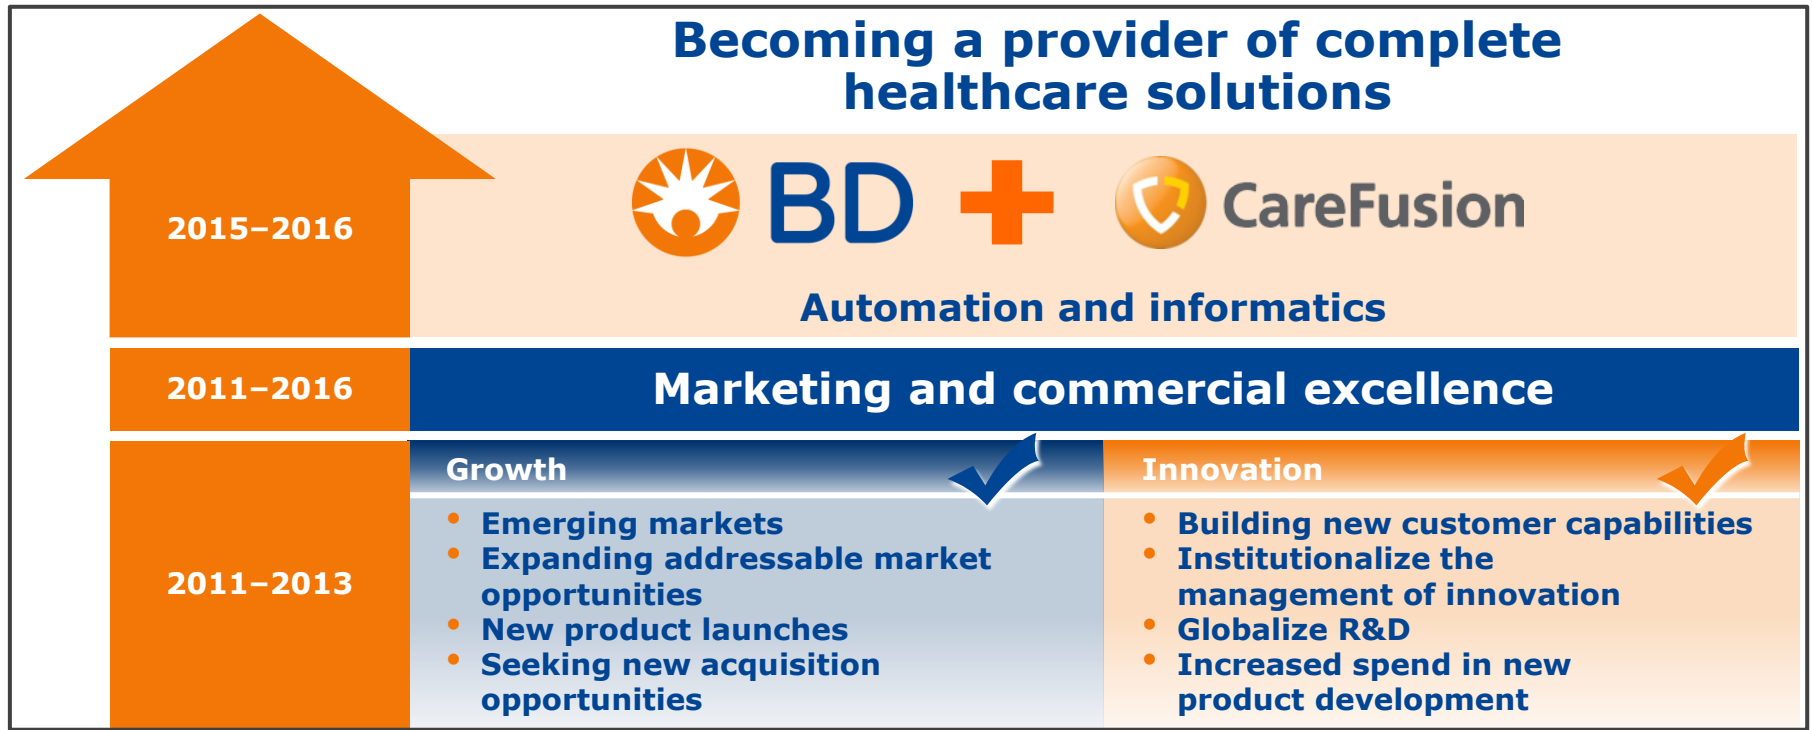 Becoming a provider of complete
healthcare solutions
2015–2016
BD + CareFusion
Automation and informatics
2011–2016
Marketing and commercial excellence
2011–2013
Growth
• Emerging markets
• Expanding addressable market
opportunities
• New product launches
• Seeking new acquisition
opportunities
Innovation
• Building new customer capabilities
• Institutionalize the
management of innovation
• Globalize R&D
• Increased spend in new
product development